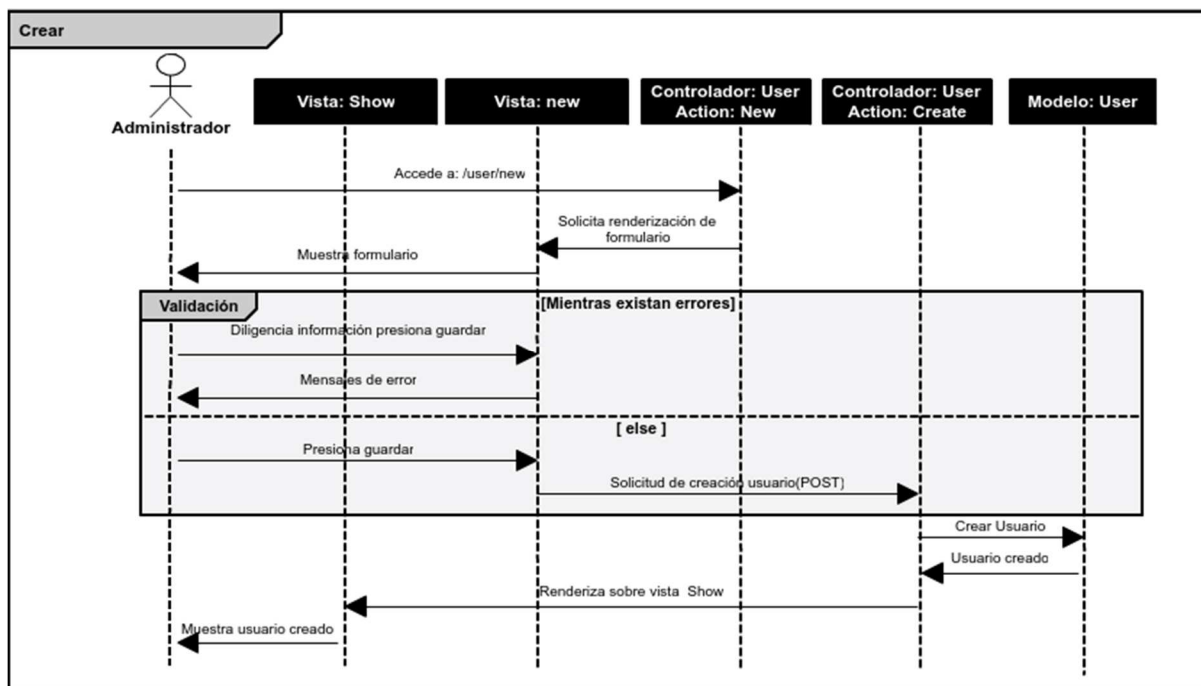 Crear
Administrador
Vista: Show
Vista: new
Controlador: User
Action: New
Controlador: User
Action: Create
Modelo: User
Accede a: /user/new
Solicita renderización de
formulario
Muestra formulario
Validación
[Mientras existan errores]
Diligencia información presiona guardar
Mensales de error
[ else ]
Presiona guardar
Solicitud de creación usuario(POST)
Crear Usuario
Usuario creado
Renderiza sobre vista Show
Muestra usuario creado